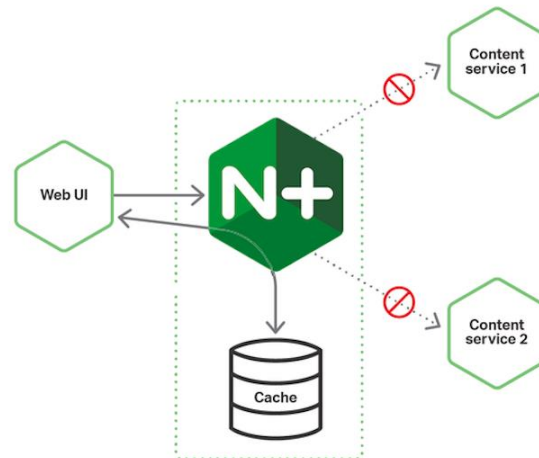 Content
service 1
Web UI
N+
Content
service 2
Cache